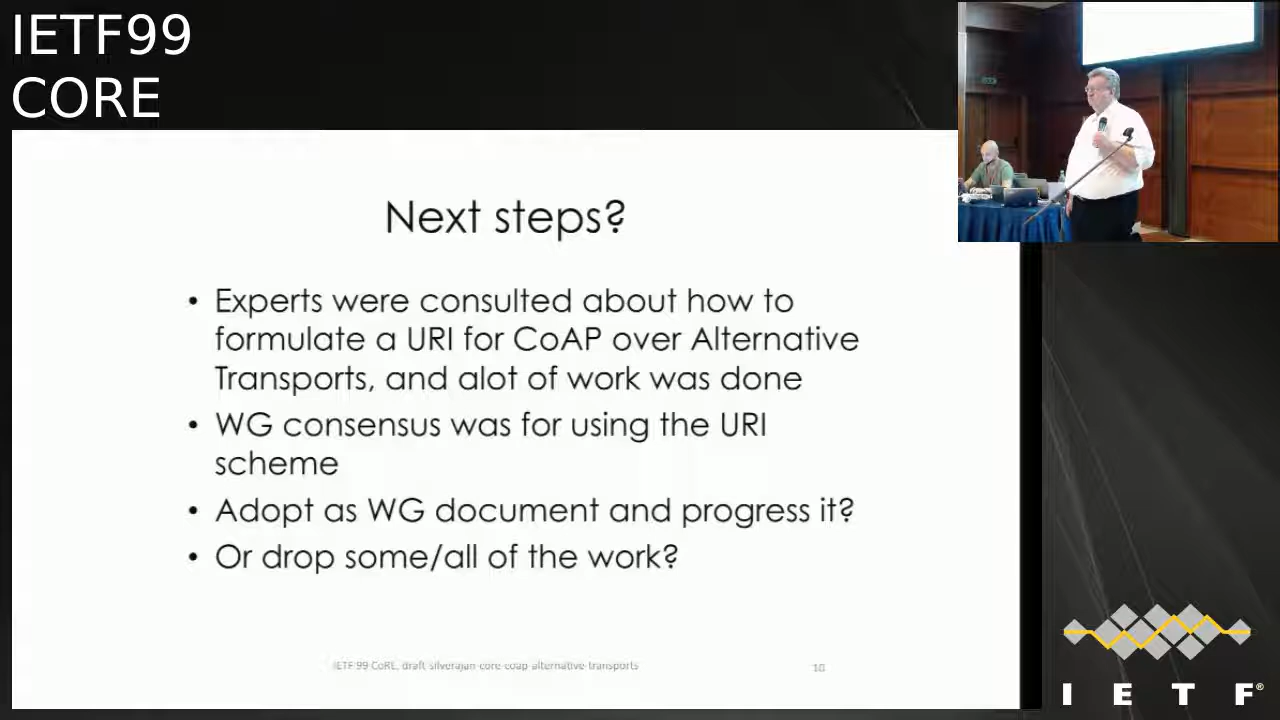 IETF99
CORE
Next steps?
• Experts were consulted about how to
formulate a URI for CoAP over Alternative
Transports, and alot of work was done
• WG consensus was for using the URI
scheme
• Adopt as WG document and progress it?
• Or drop some/all of the work?
IETF 99 CoRE, draft-silverajan-core-coap-alternative-transports
10
I E T F®